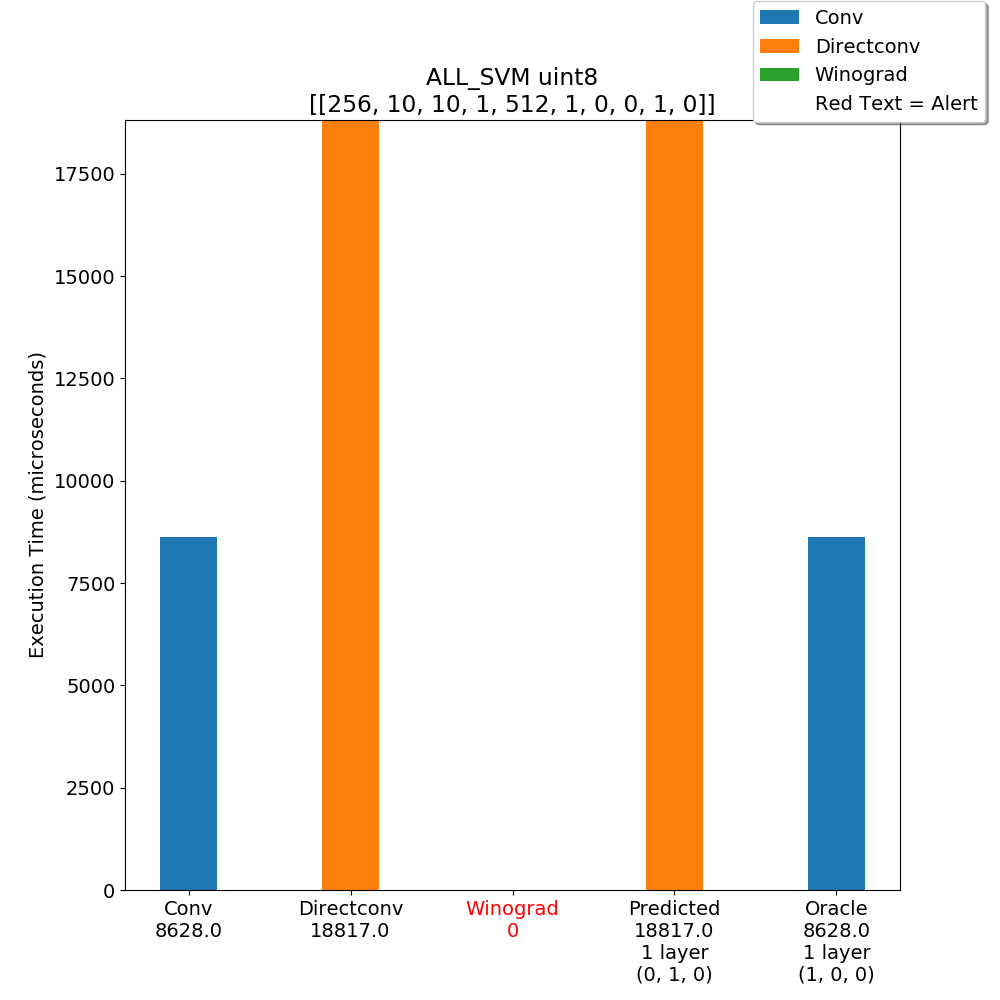 Conv
Directconv
Winograd
Red Text = Alert
ALL_SVM uint8
[[256, 10, 10, 1, 512, 1, 0, 0, 1, 0]]
Execution Time (microseconds)
17500
15000
12500
10000
7500
5000
2500
0
Conv
8628.0
Directconv
18817.0
Winograd
0
Predicted
18817.0
1 layer
(0, 1, 0)
Oracle
8628.0
1 layer
(1, 0, 0)